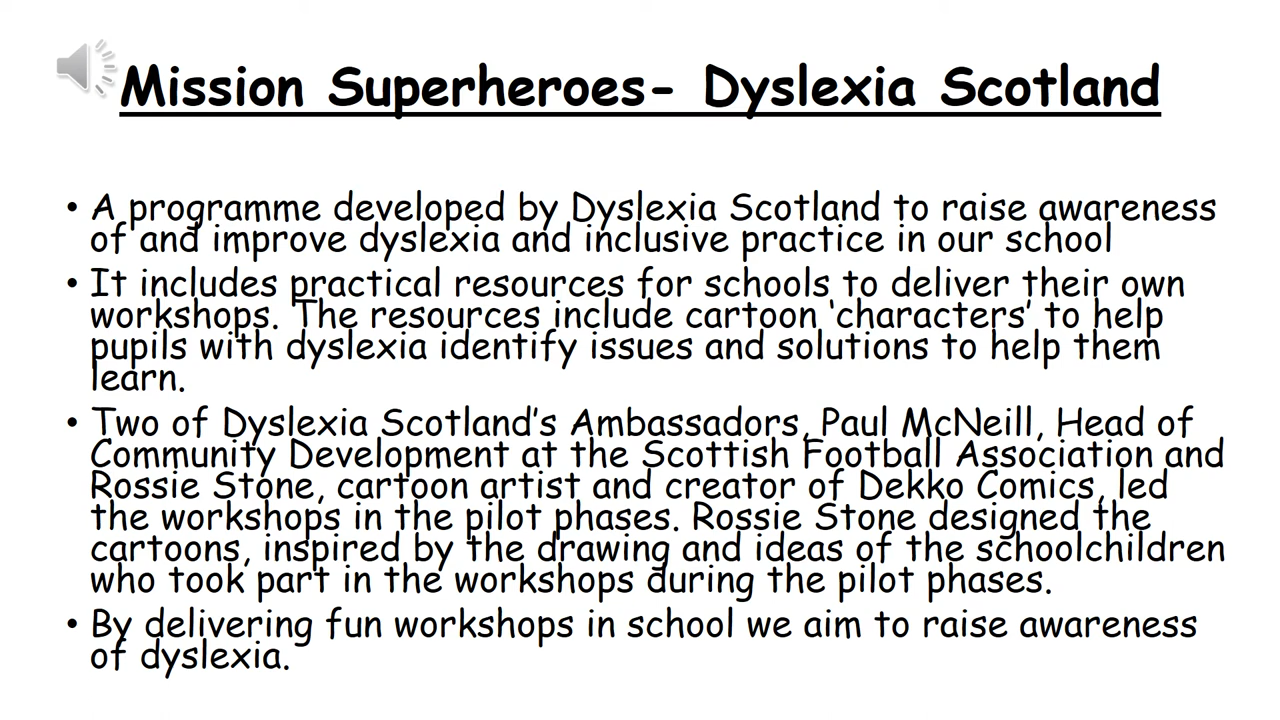 Mission Superheroes- Dyslexia Scotland
• A programme developed by Dyslexia Scotland to raise awareness
of and improve dyslexia and inclusive practice in our school
• It includes practical resources for schools to deliver their own
workshops. The resources include cartoon ‘characters’ to help
pupils with dyslexia identify issues and solutions to help them
learn.
• Two of Dyslexia Scotland’s Ambassadors, Paul McNeill, Head of
Community Development at the Scottish Football Association and
Rossie Stone, cartoon artist and creator of Dekko Comics, led
the workshops in the pilot phases. Rossie Stone designed the
cartoons, inspired by the drawing and ideas of the schoolchildren
who took part in the workshops during the pilot phases.
• By delivering fun workshops in school we aim to raise awareness
of dyslexia.